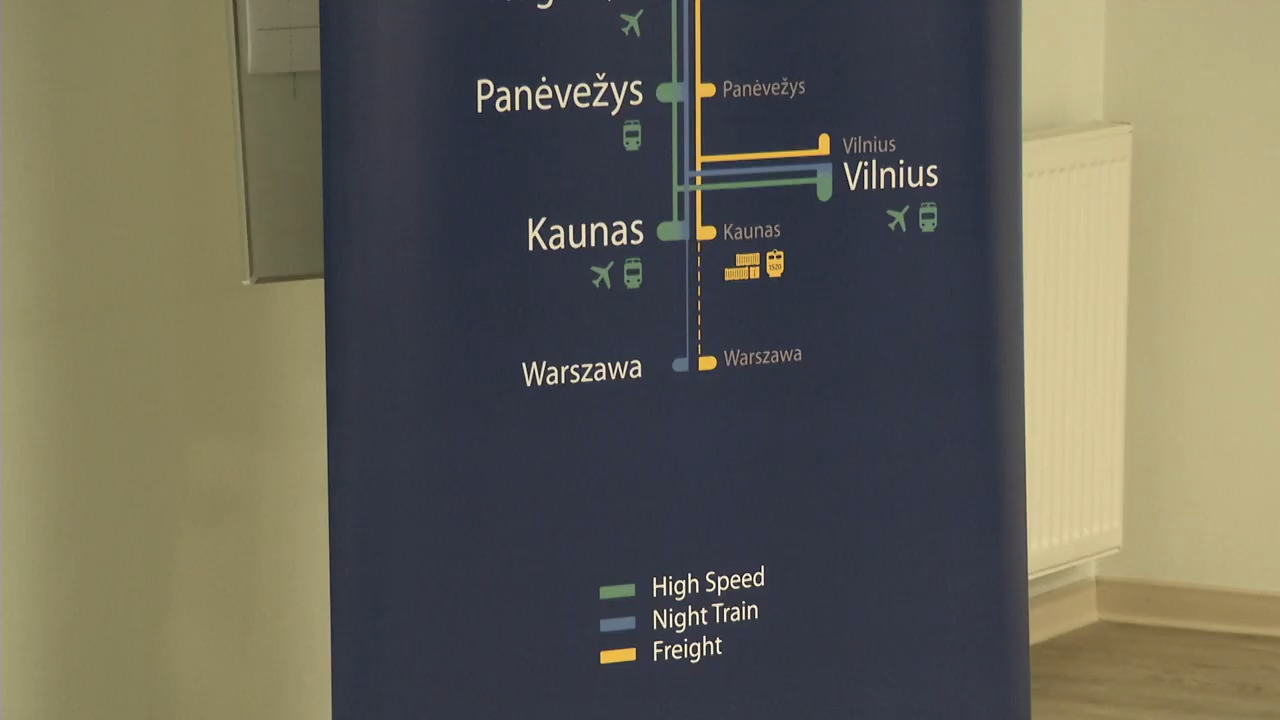 Panėvežys
Panėvežys
Vilnius
Vilnius
Kaunas
Kaunas
1520
Warszawa
Warszawa
High Speed
Night Train
Freight